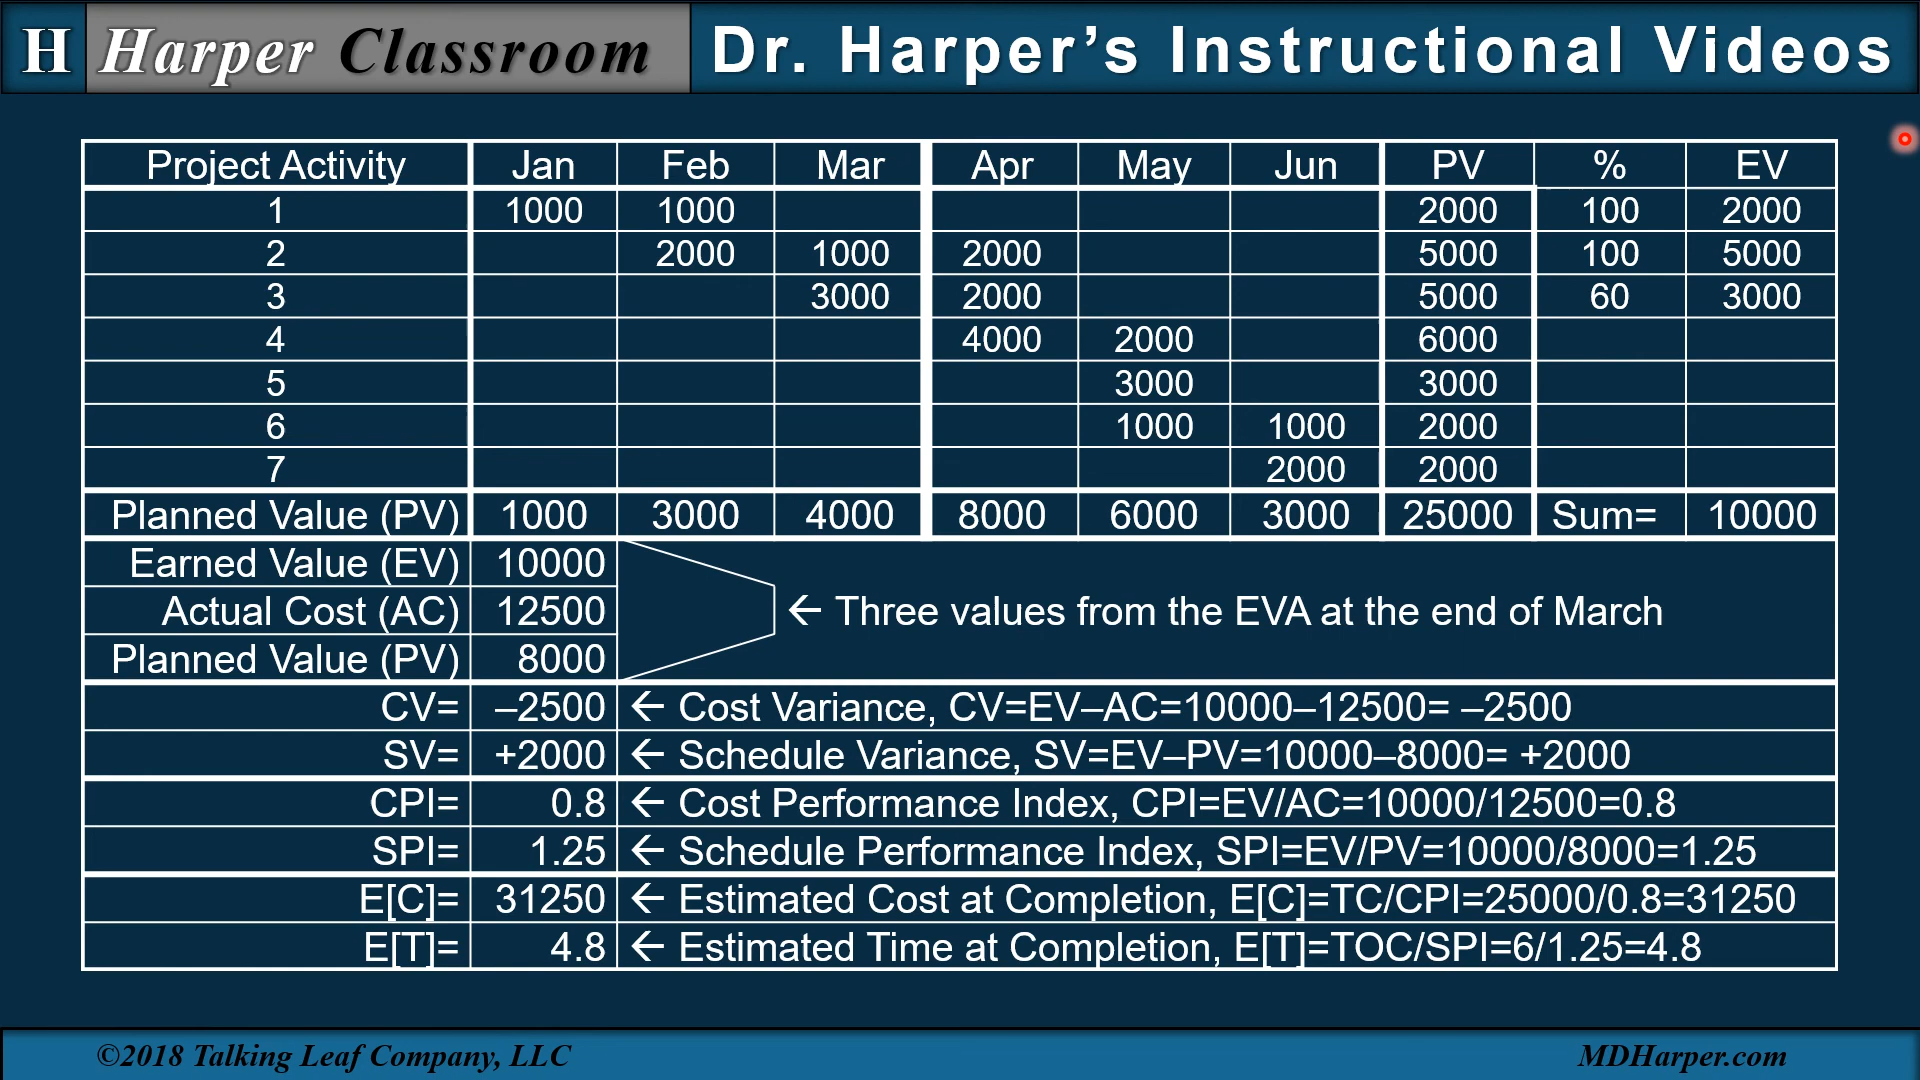 H Harper Classroom Dr. Harper’s Instructional Videos
Project Activity Jan Feb Mar Apr May Jun PV % EV
1 1000 1000 2000 100 2000
2 2000 1000 2000 5000 100 5000
3 3000 2000 5000 60 3000
4 4000 2000 6000
5 3000 3000
6 1000 1000 2000
7 2000 2000
Planned Value (PV) 1000 3000 4000 8000 6000 3000 25000 Sum= 10000
Earned Value (EV) 10000
Actual Cost (AC) 12500 ← Three values from the EVA at the end of March
Planned Value (PV) 8000
CV= –2500 ← Cost Variance, CV=EV–AC=10000–12500= –2500
SV= +2000 ← Schedule Variance, SV=EV–PV=10000–8000= +2000
CPI= 0.8 ← Cost Performance Index, CPI=EV/AC=10000/12500=0.8
SPI= 1.25 ← Schedule Performance Index, SPI=EV/PV=10000/8000=1.25
E[C]= 31250 ← Estimated Cost at Completion, E[C]=TC/CPI=25000/0.8=31250
E[T]= 4.8 ← Estimated Time at Completion, E[T]=TOC/SPI=6/1.25=4.8
©2018 Talking Leaf Company, LLC MDHarper.com